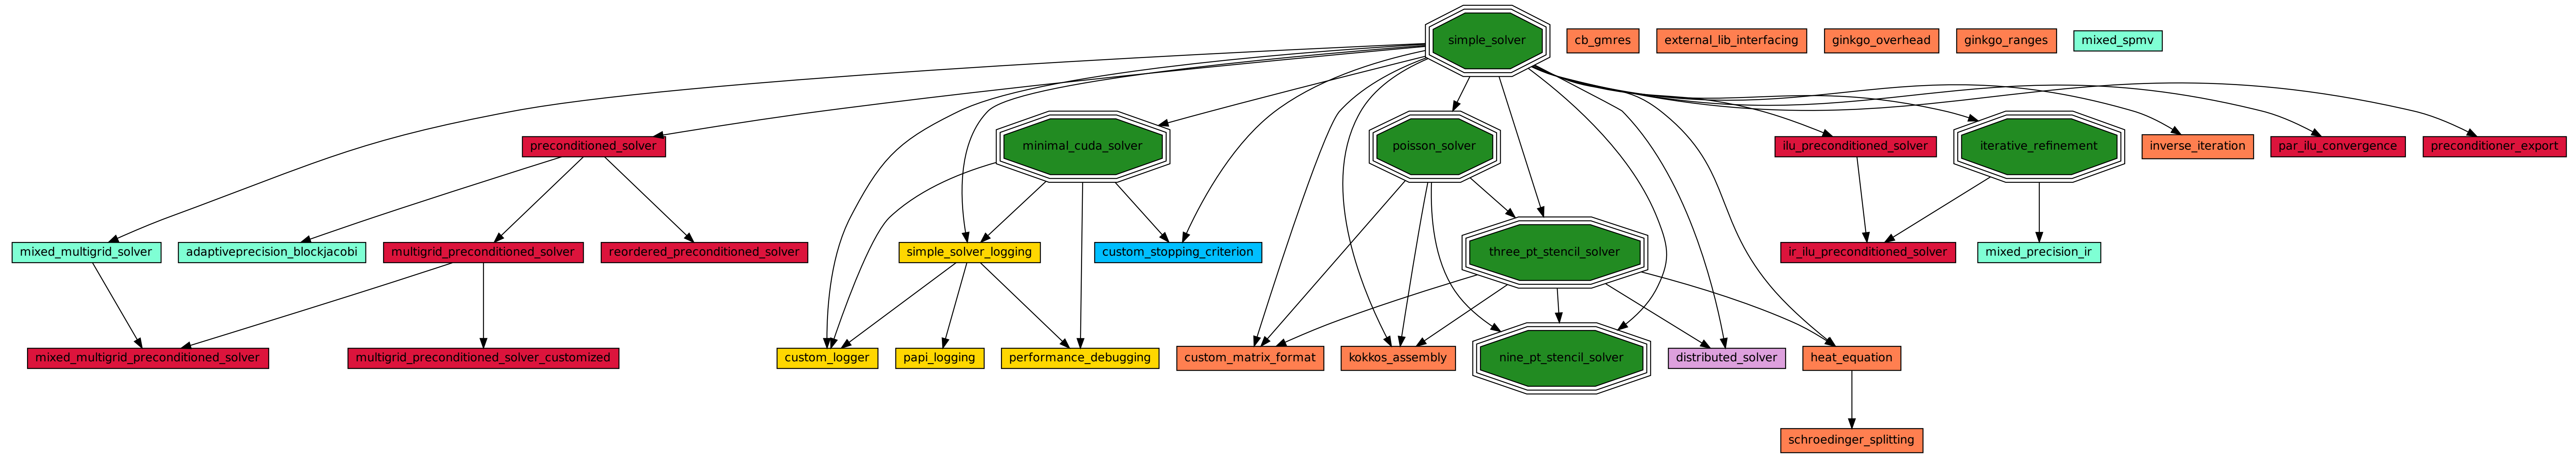 simple_solver
cb_gmres
external_lib_interfacing
ginkgo_overhead
ginkgo_ranges
mixed_spmv
preconditioned_solver
minimal_cuda_solver
poisson_solver
ilu_preconditioned_solver
iterative_refinement
inverse_iteration
par_ilu_convergence
preconditioner_export
mixed_multigrid_solver
adaptiveprecision_blockjacobi
multigrid_preconditioned_solver
reordered_preconditioned_solver
simple_solver_logging
custom_stopping_criterion
three_pt_stencil_solver
ir_ilu_preconditioned_solver
mixed_precision_ir
mixed_multigrid_preconditioned_solver
multigrid_preconditioned_solver_customized
custom_logger
papi_logging
performance_debugging
custom_matrix_format
kokkos_assembly
nine_pt_stencil_solver
distributed_solver
heat_equation
schroedinger_splitting